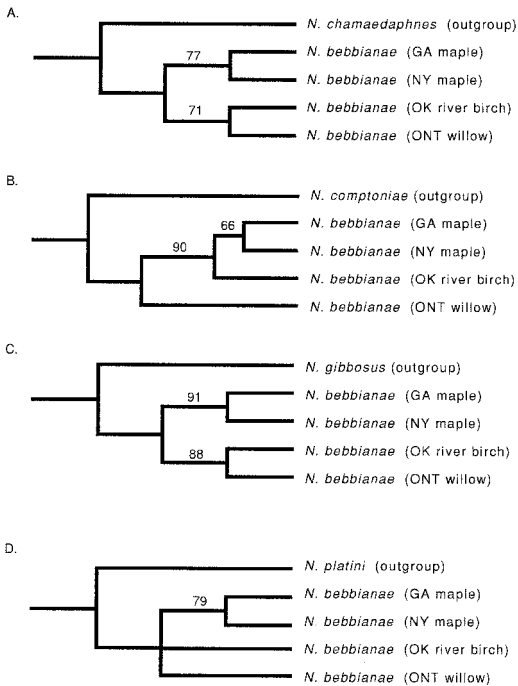 A.
N. chamaedaphnes (outgroup)
77
N. bebbianae (GA maple)
N. bebbianae (NY maple)
71
N. bebbianae (OK river birch)
N. bebbianae (ONT willow)
B.
N. comptoniae (outgroup)
66
N. bebbianae (GA maple)
90
N. bebbianae (NY maple)
N. bebbianae (OK river birch)
N. bebbianae (ONT willow)
C.
N. gibbosus (outgroup)
91
N. bebbianae (GA maple)
N. bebbianae (NY maple)
88
N. bebbianae (OK river birch)
N. bebbianae (ONT willow)
D.
N. platini (outgroup)
79
N. bebbianae (GA maple)
N. bebbianae (NY maple)
N. bebbianae (OK river birch)
N. bebbianae (ONT willow)